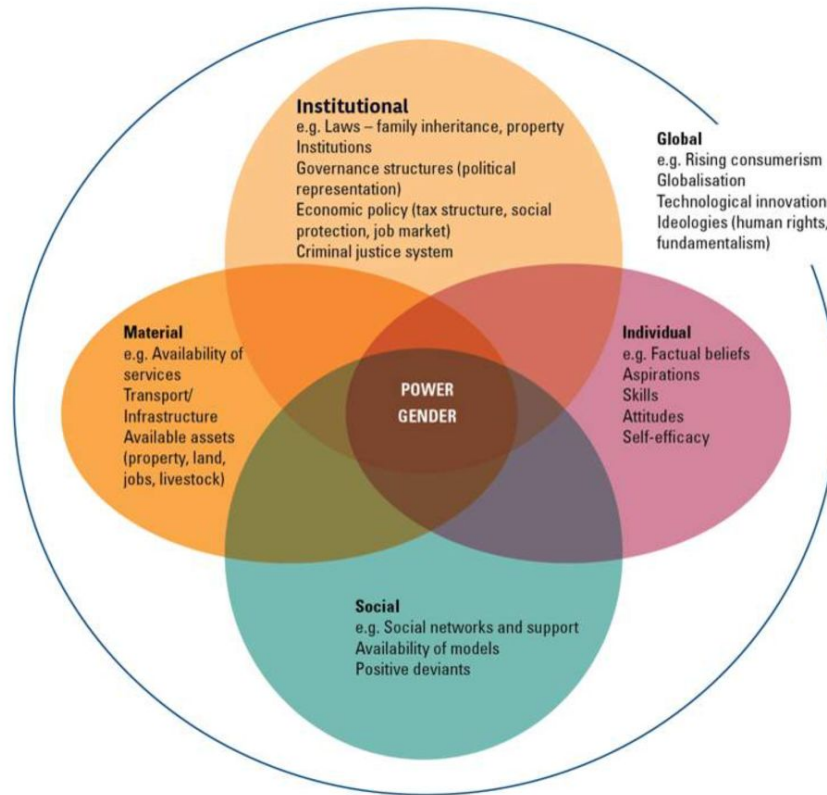 Institutional
e.g. Laws – family inheritance, property
Institutions
Governance structures (political
representation)
Economic policy (tax structure, social
protection, job market)
Criminal justice system
Global
e.g. Rising consumerism
Globalisation
Technological innovation
Ideologies (human rights,
fundamentalism)
Material
e.g. Availability of
services
Transport/
Infrastructure
Available assets
(property, land,
jobs, livestock)
POWER
GENDER
Individual
e.g. Factual beliefs
Aspirations
Skills
Attitudes
Self-efficacy
Social
e.g. Social networks and support
Availability of models
Positive deviants